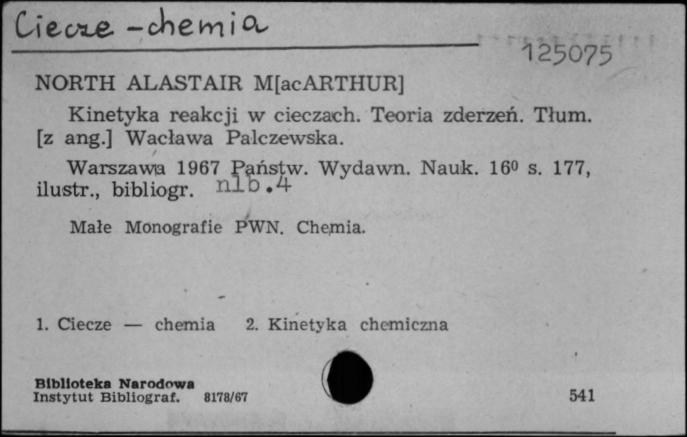 Ciecze - chemia
125075
NORTH ALASTAIR M[acARTHUR]
Kinetyka reakcji w cieczach. Teoria zderzeń. Tłum.
[z ang.] Wacława Palczewska.
Warszawa 1967 Państw. Wydawn. Nauk. 16⁰ s. 177,
ilustr., bibliogr. nlb.4
Małe Monografie PWN. Chemia.
1. Ciecze — chemia 2. Kinetyka chemiczna
Biblioteka Narodowa
Instytut Bibliograf. 8178/67 541